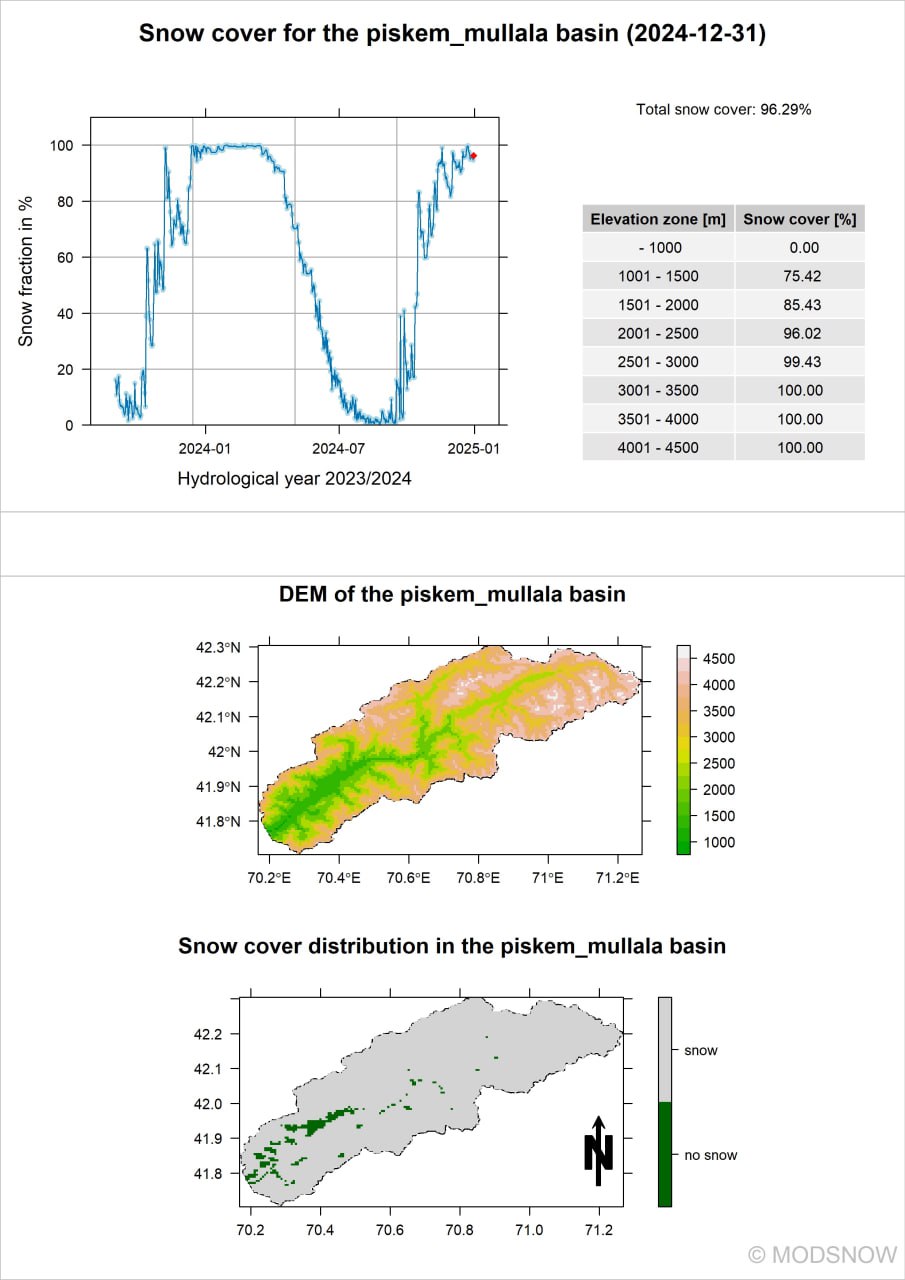 Snow cover for the piskem_mullala basin (2024-12-31)
Total snow cover: 96.29%
Snow fraction in %
100
80
60
40
20
0
2024-01 2024-07 2025-01
Hydrological year 2023/2024
Elevation zone [m] Snow cover [%]
- 1000 0.00
1001 - 1500 75.42
1501 - 2000 85.43
2001 - 2500 96.02
2501 - 3000 99.43
3001 - 3500 100.00
3501 - 4000 100.00
4001 - 4500 100.00
DEM of the piskem_mullala basin
42.3°N
42.2°N
42.1°N
42°N
41.9°N
41.8°N
70.2°E 70.4°E 70.6°E 70.8°E 71°E 71.2°E
4500
4000
3500
3000
2500
2000
1500
1000
Snow cover distribution in the piskem_mullala basin
42.2
42.1
42.0
41.9
41.8
70.2 70.4 70.6 70.8 71.0 71.2
N
snow
no snow
© MODSNOW